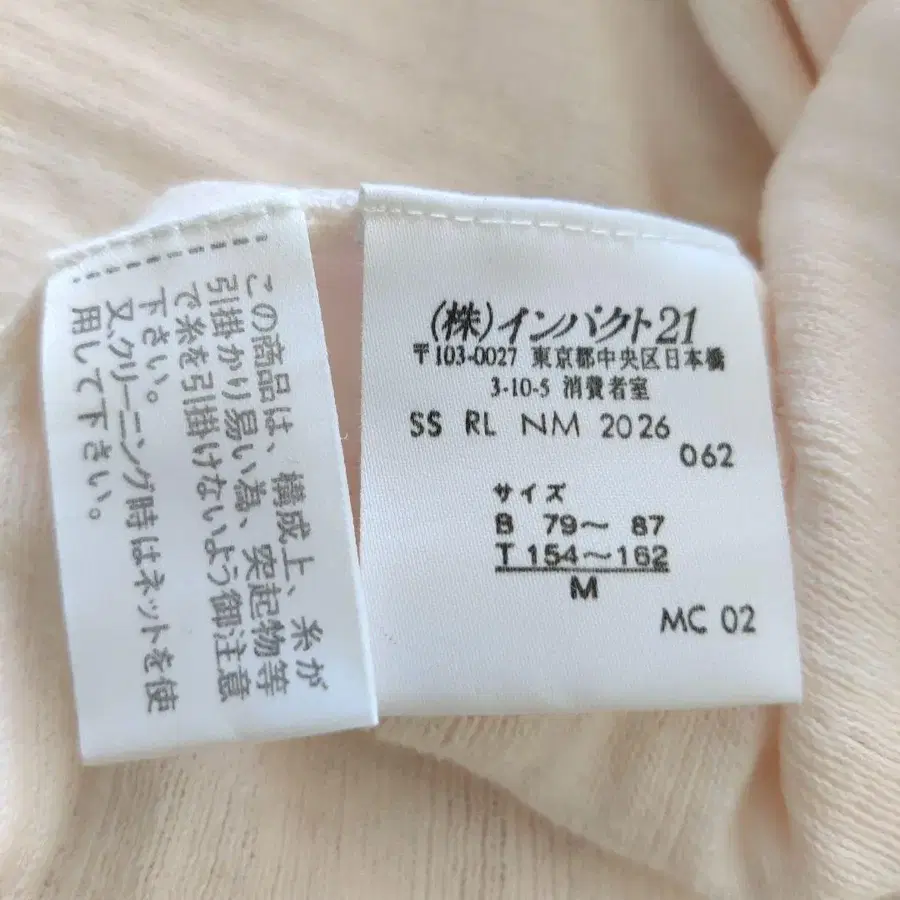 この商品は、構成上、糸が
引掛かり易い為、突起物等
で糸を引掛けないよう御注意
下さい。
又、クリーニング時はネットを使
用して下さい。
(株)インパクト21
〒103-0027 東京都中央区日本橋
3-10-5 消費者室
SS RL NM 2026
062
サイズ
B 79～ 87
T 154～162
M
MC 02